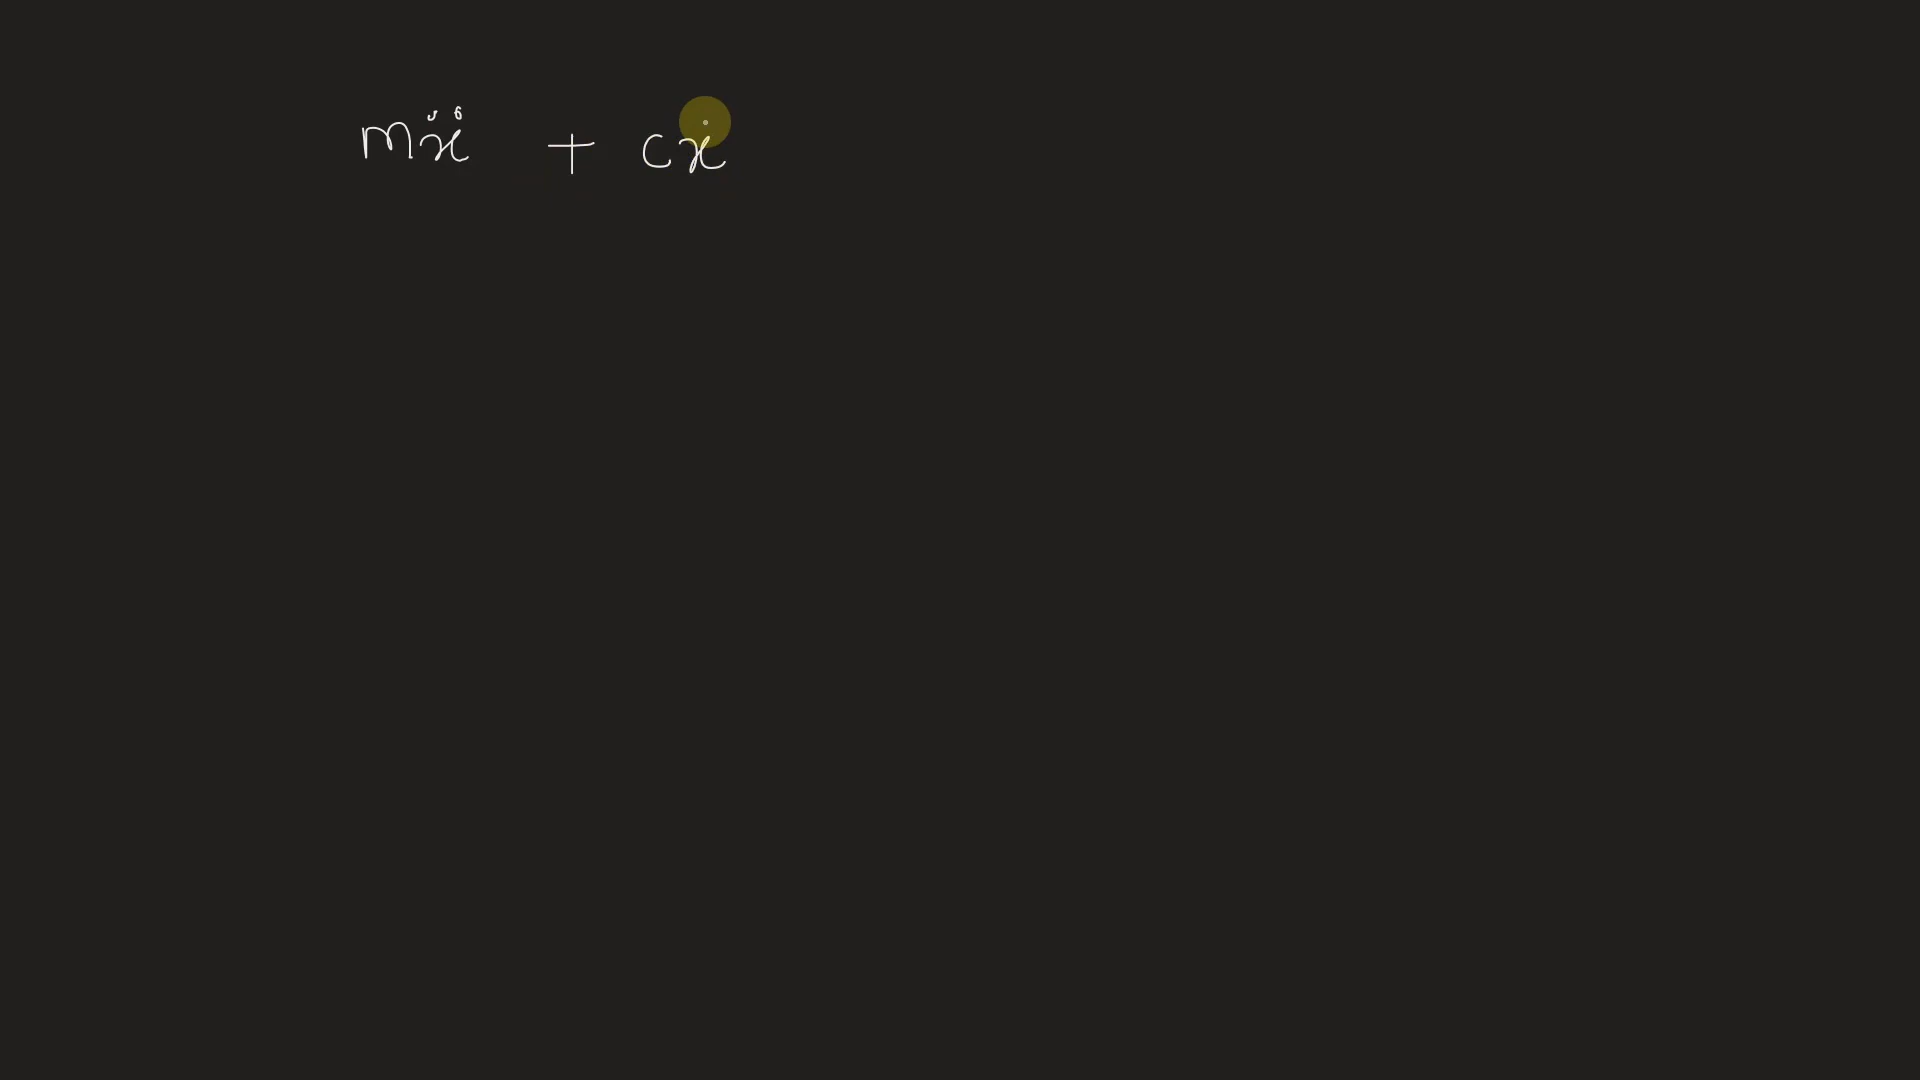 mẍ + cẋ